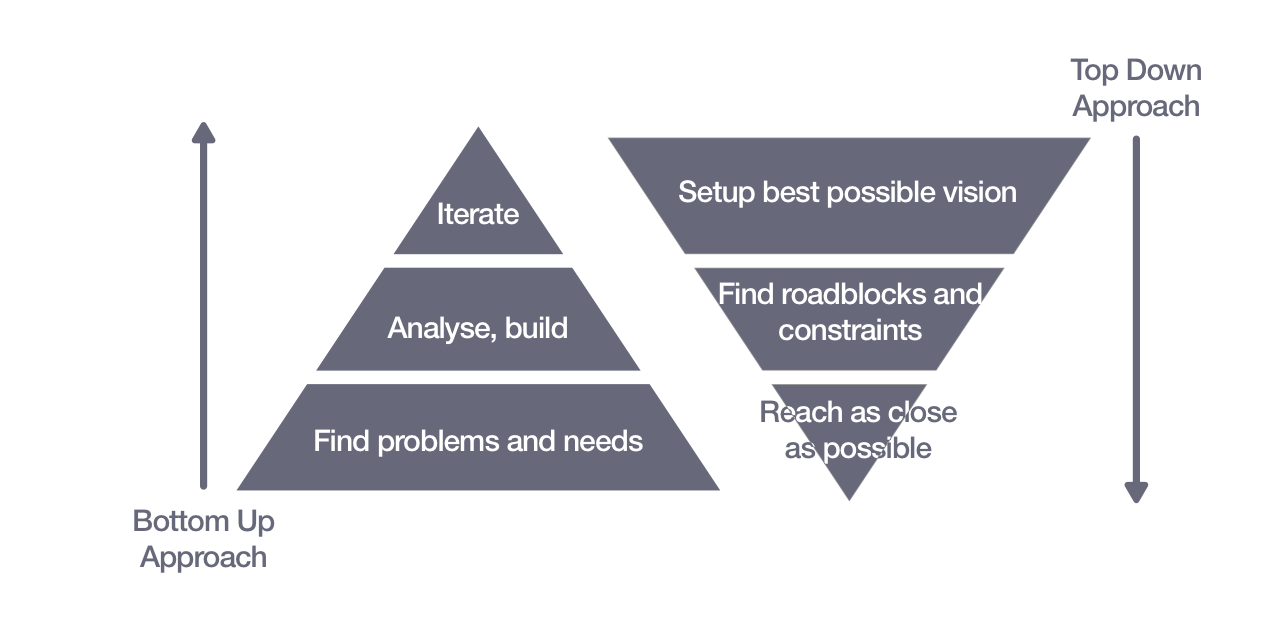 Top Down
Approach
Iterate
Analyse, build
Find problems and needs
Bottom Up
Approach
Setup best possible vision
Find roadblocks and
constraints
Reach as close
as possible